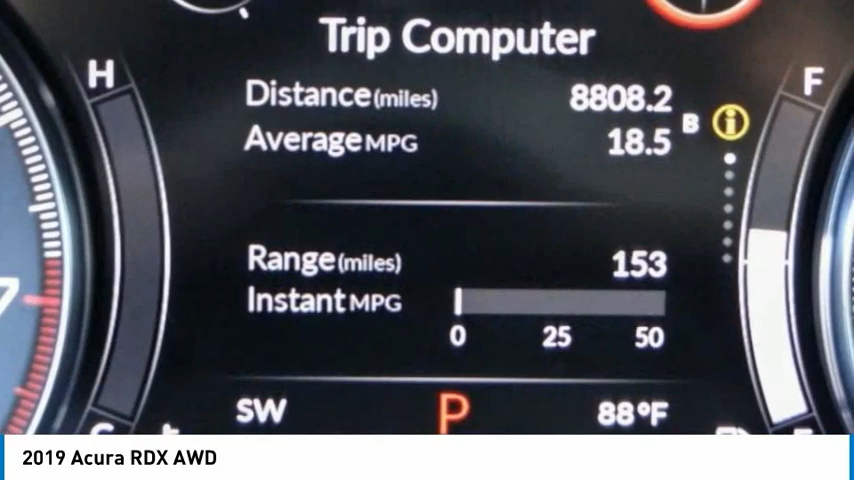 Trip Computer
H
F
Distance(miles) 8808.2
B
Average MPG 18.5
Range(miles) 153
Instant MPG
0 25 50
7
SW P 88°F
2019 Acura RDX AWD